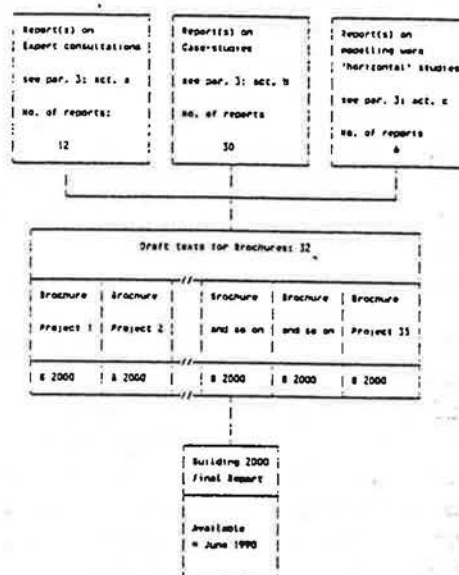 Report(s) on
Expert consultations
see par. 3: act. a
No. of reports:
12
Report(s) on
Case-studies
see par. 3: act. b
No. of reports
30
Report(s) on
modelling work
'horizontal' studies
see par. 3: act. c
No. of reports
6
Draft texts for Brochures: 32
Brochure
Project 1
Brochure
Project 2
Brochure
and so on
Brochure
and so on
Brochure
Project 35
B 2000
B 2000
B 2000
B 2000
B 2000
Building 2000
Final Report
Available
June 1990